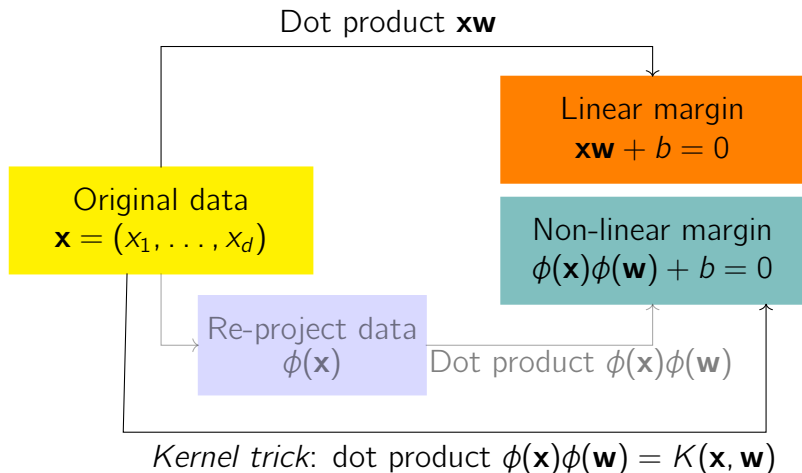 Dot product xw
Linear margin
xw + b = 0
Original data
x = (x₁, . . . , x_d)
Non-linear margin
ϕ(x)ϕ(w) + b = 0
Re-project data
ϕ(x)
Dot product ϕ(x)ϕ(w)
Kernel trick: dot product ϕ(x)ϕ(w) = K(x, w)